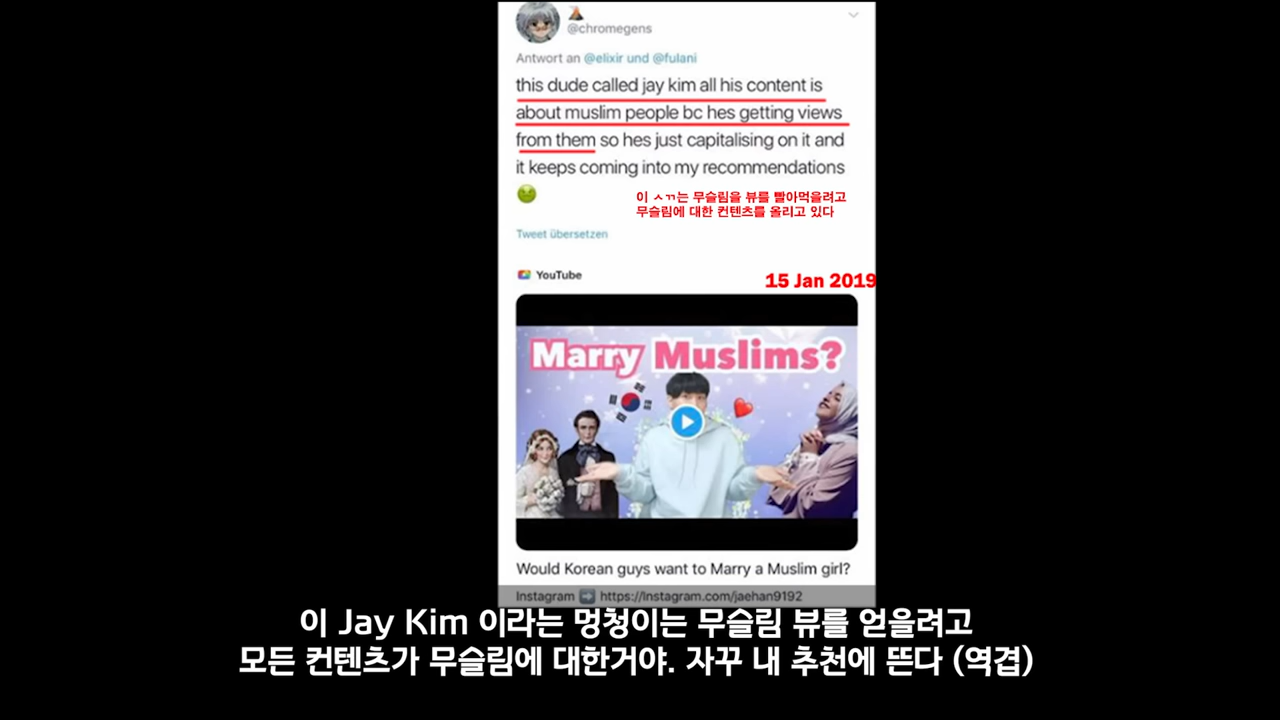 @chromegens
Antwort an @elixir und @fulani
this dude called jay kim all his content is
about muslim people bc hes getting views
from them so hes just capitalising on it and
it keeps coming into my recommendations
이 ㅅㄲ는 무슬림을 뷰를 빨아먹을려고
무슬림에 대한 컨텐츠를 올리고 있다
Tweet übersetzen
YouTube
15 Jan 2019
Marry Muslims?
Would Korean guys want to Marry a Muslim girl?
Instagram ➡ https://Instagram.com/jaehan9192
이 Jay Kim 이라는 멍청이는 무슬림 뷰를 얻을려고
모든 컨텐츠가 무슬림에 대한거야. 자꾸 내 추천에 뜬다 (역겹)